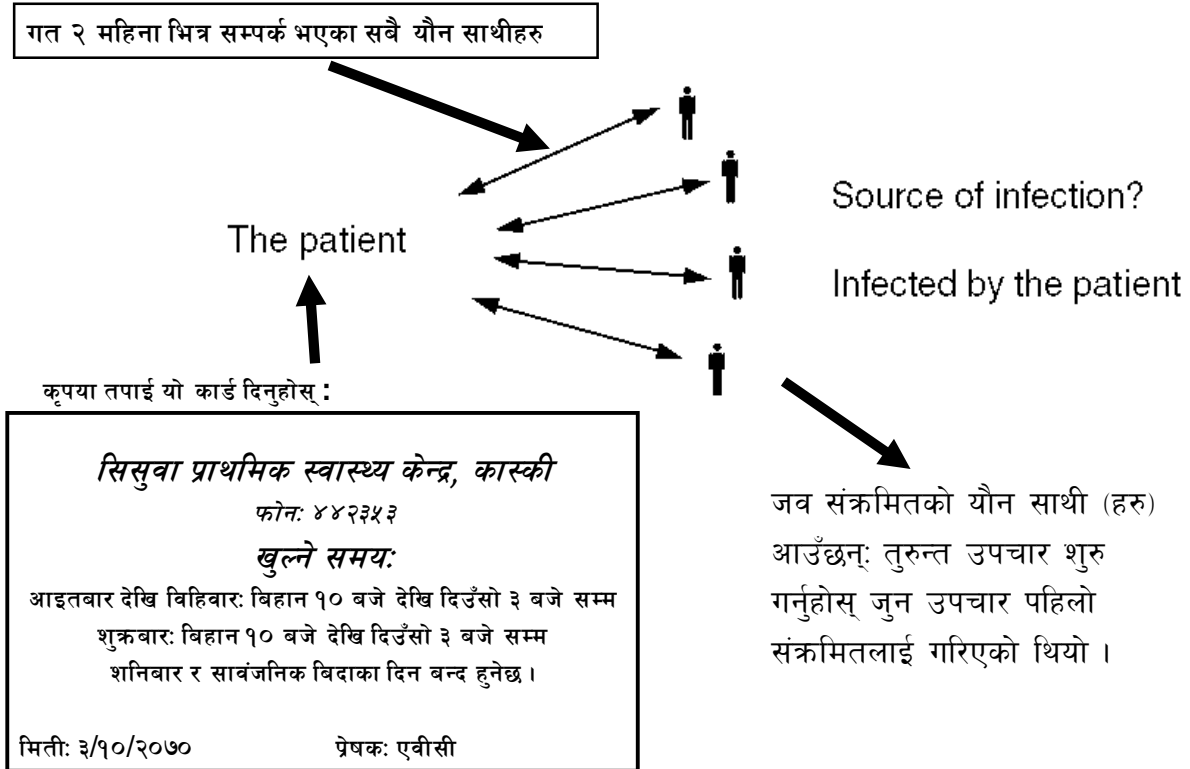 गत २ महिना भित्र सम्पर्क भएका सबै यौन साथीहरु
The patient
Source of infection?
Infected by the patient
कृपया तपाई यो कार्ड दिनुहोस् :
सिसुवा प्राथमिक स्वास्थ्य केन्द्र, कास्की
फोनः ४४२३५३
खुल्ने समयः
आइतबार देखि विहिवारः बिहान १० बजे देखि दिउँसो ३ बजे सम्म
शुक्रबारः बिहान १० बजे देखि दिउँसो ३ बजे सम्म
शनिबार र सावंजनिक बिदाका दिन बन्द हुनेछ ।
मितीः ३/१०/२०७० प्रेषकः एवीसी
जव संक्रमितको यौन साथी (हरु)
आउँछन्ः तुरुन्त उपचार शुरु
गर्नुहोस् जुन उपचार पहिलो
संक्रमितलाई गरिएको थियो ।